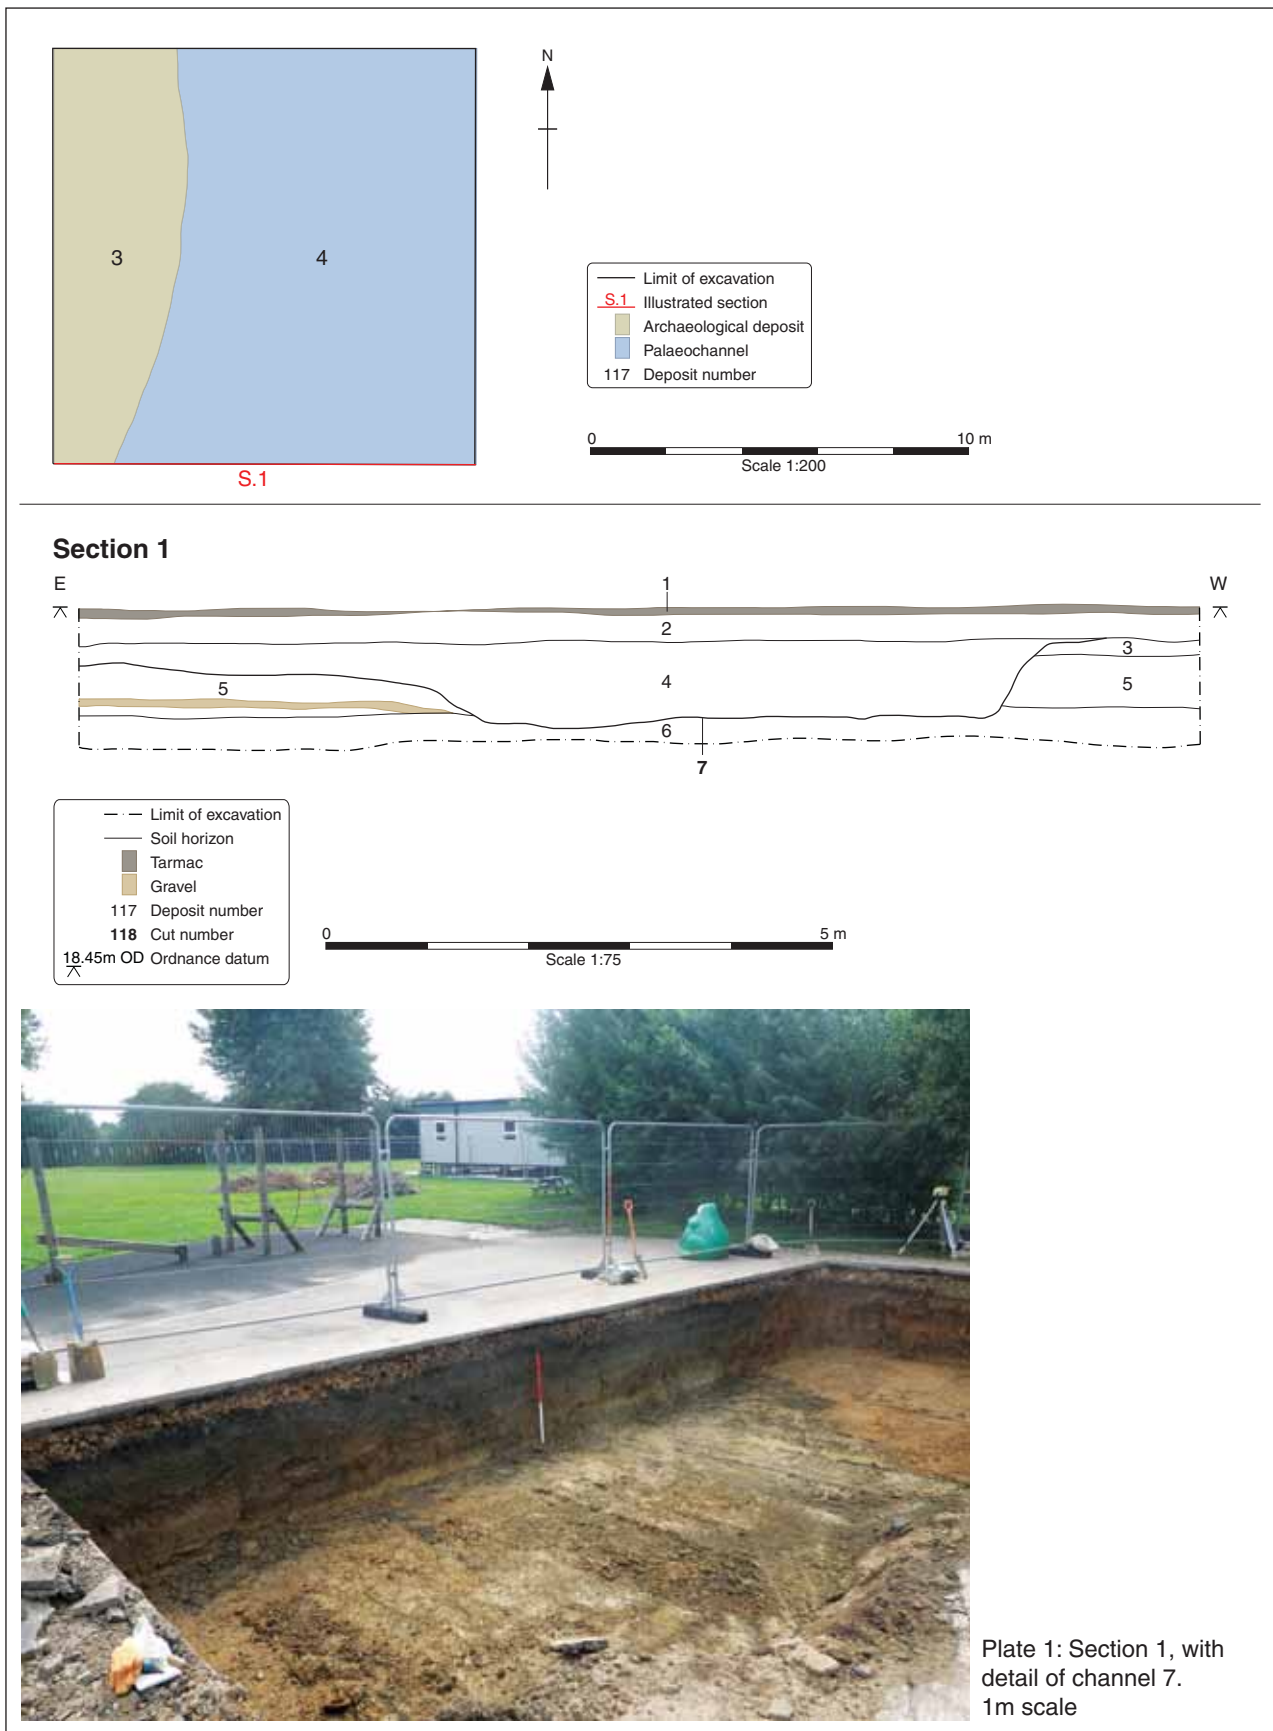 N
3
4
S.1
Limit of excavation
S.1 Illustrated section
Archaeological deposit
Palaeochannel
117 Deposit number
0 10 m
Scale 1:200
Section 1
E 1 W
2
3
4
5 5
6
7
Limit of excavation
Soil horizon
Tarmac
Gravel
117 Deposit number
118 Cut number
18.45m OD Ordnance datum
0 5 m
Scale 1:75
Plate 1: Section 1, with
detail of channel 7.
1m scale